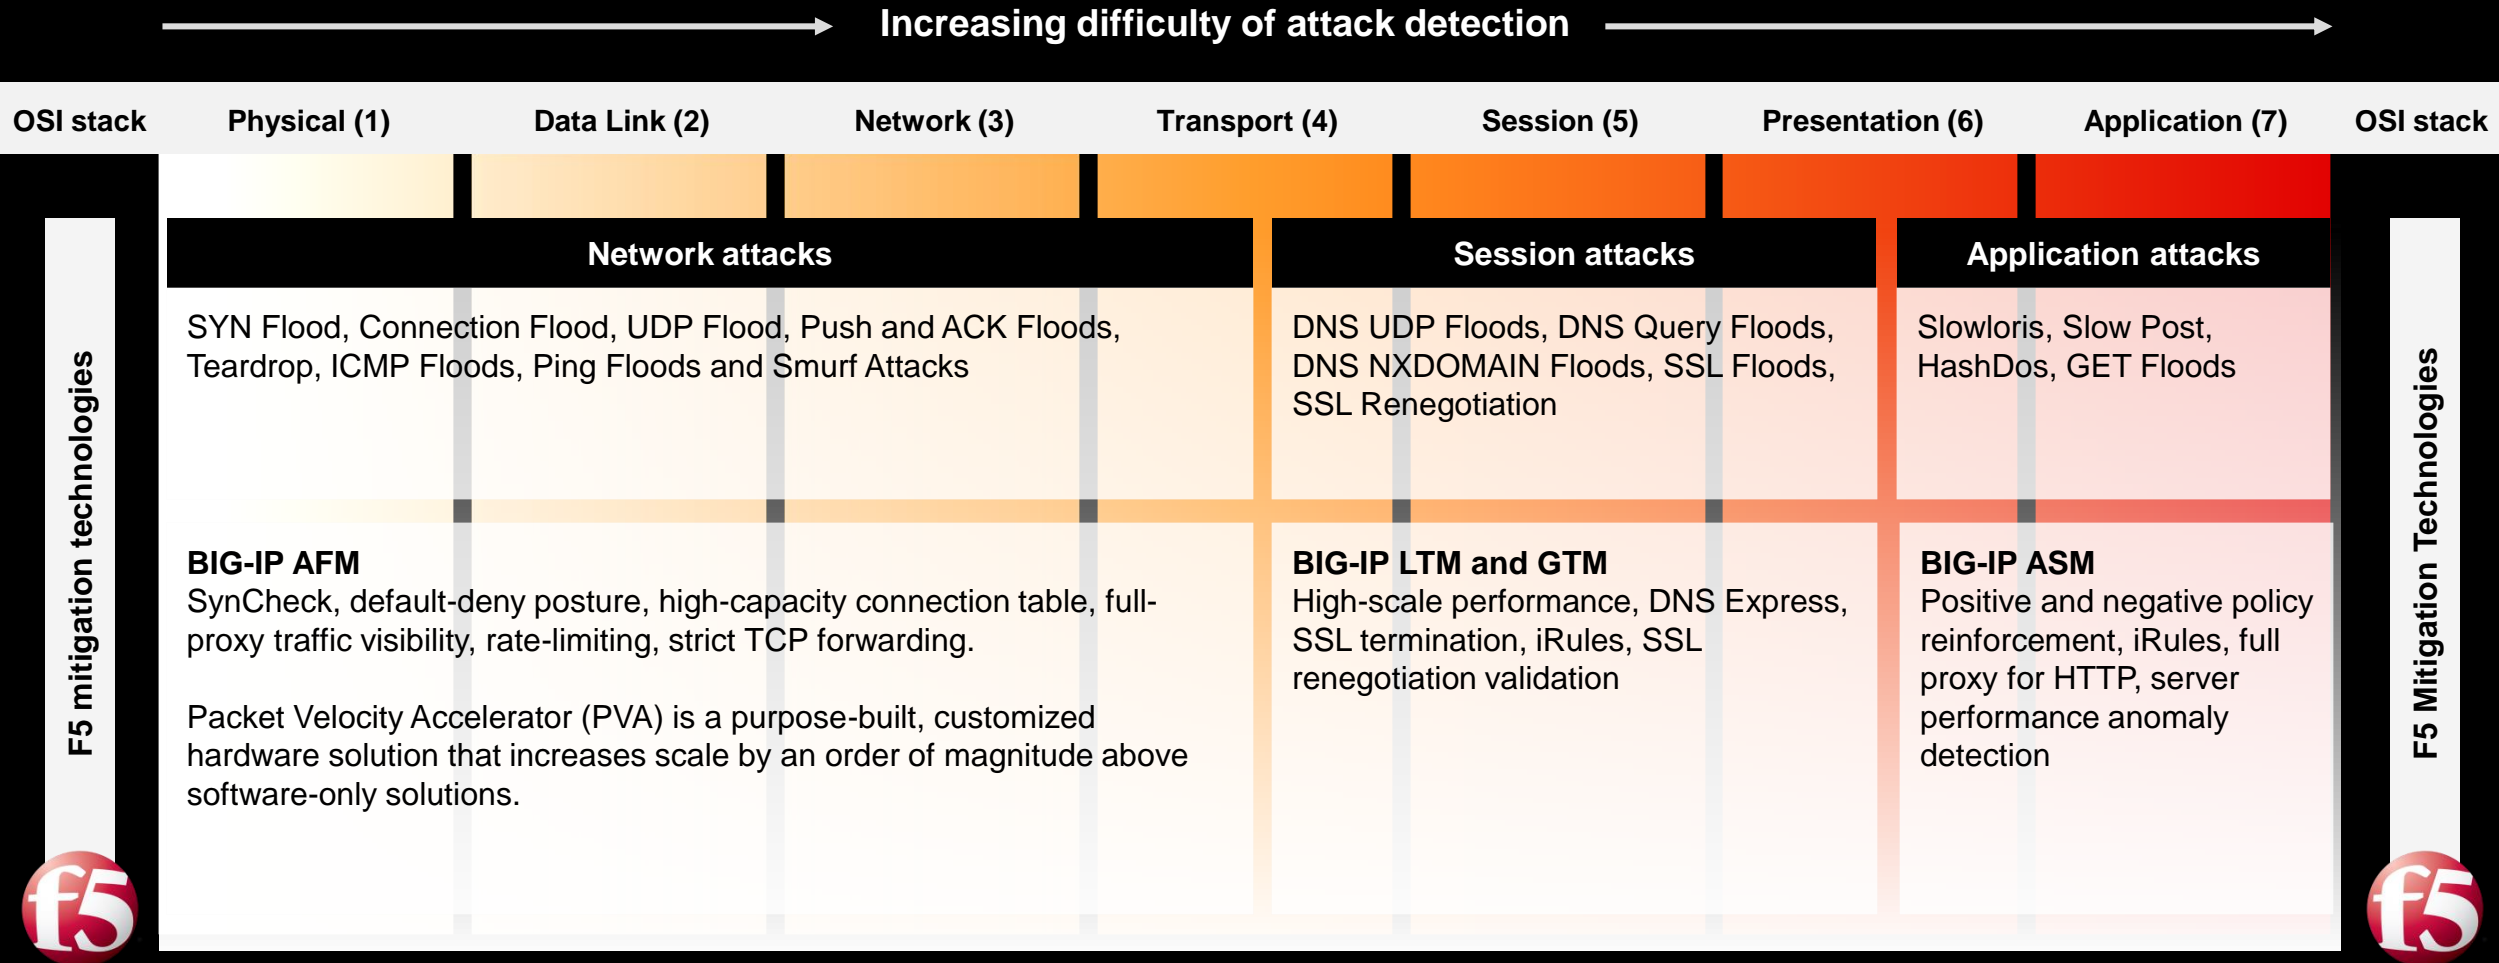 Increasing difficulty of attack detection
OSI stack
Physical (1)
Data Link (2)
Network (3)
Transport (4)
Session (5)
Presentation (6)
Application (7)
OSI stack
F5 mitigation technologies
Network attacks
SYN Flood, Connection Flood, UDP Flood, Push and ACK Floods,
Teardrop, ICMP Floods, Ping Floods and Smurf Attacks
Session attacks
DNS UDP Floods, DNS Query Floods,
DNS NXDOMAIN Floods, SSL Floods,
SSL Renegotiation
Application attacks
Slowloris, Slow Post,
HashDos, GET Floods
BIG-IP AFM
SynCheck, default-deny posture, high-capacity connection table, full-
proxy traffic visibility, rate-limiting, strict TCP forwarding.
Packet Velocity Accelerator (PVA) is a purpose-built, customized
hardware solution that increases scale by an order of magnitude above
software-only solutions.
BIG-IP LTM and GTM
High-scale performance, DNS Express,
SSL termination, iRules, SSL
renegotiation validation
BIG-IP ASM
Positive and negative policy
reinforcement, iRules, full
proxy for HTTP, server
performance anomaly
detection
F5 Mitigation Technologies
f5
f5